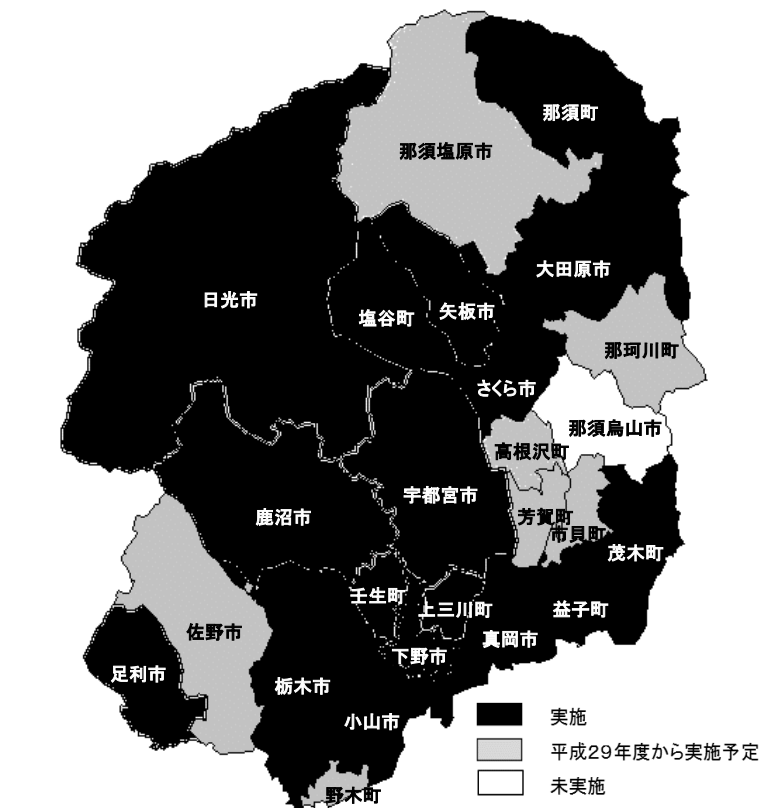 那須町
那須塩原市
大田原市
日光市
塩谷町
矢板市
那珂川町
さくら市
那須烏山市
高根沢町
宇都宮市
鹿沼市
芳賀町
市貝町
茂木町
壬生町
上三川町
益子町
佐野市
真岡市
下野市
足利市
栃木市
小山市
野木町
実施
平成29年度から実施予定
未実施